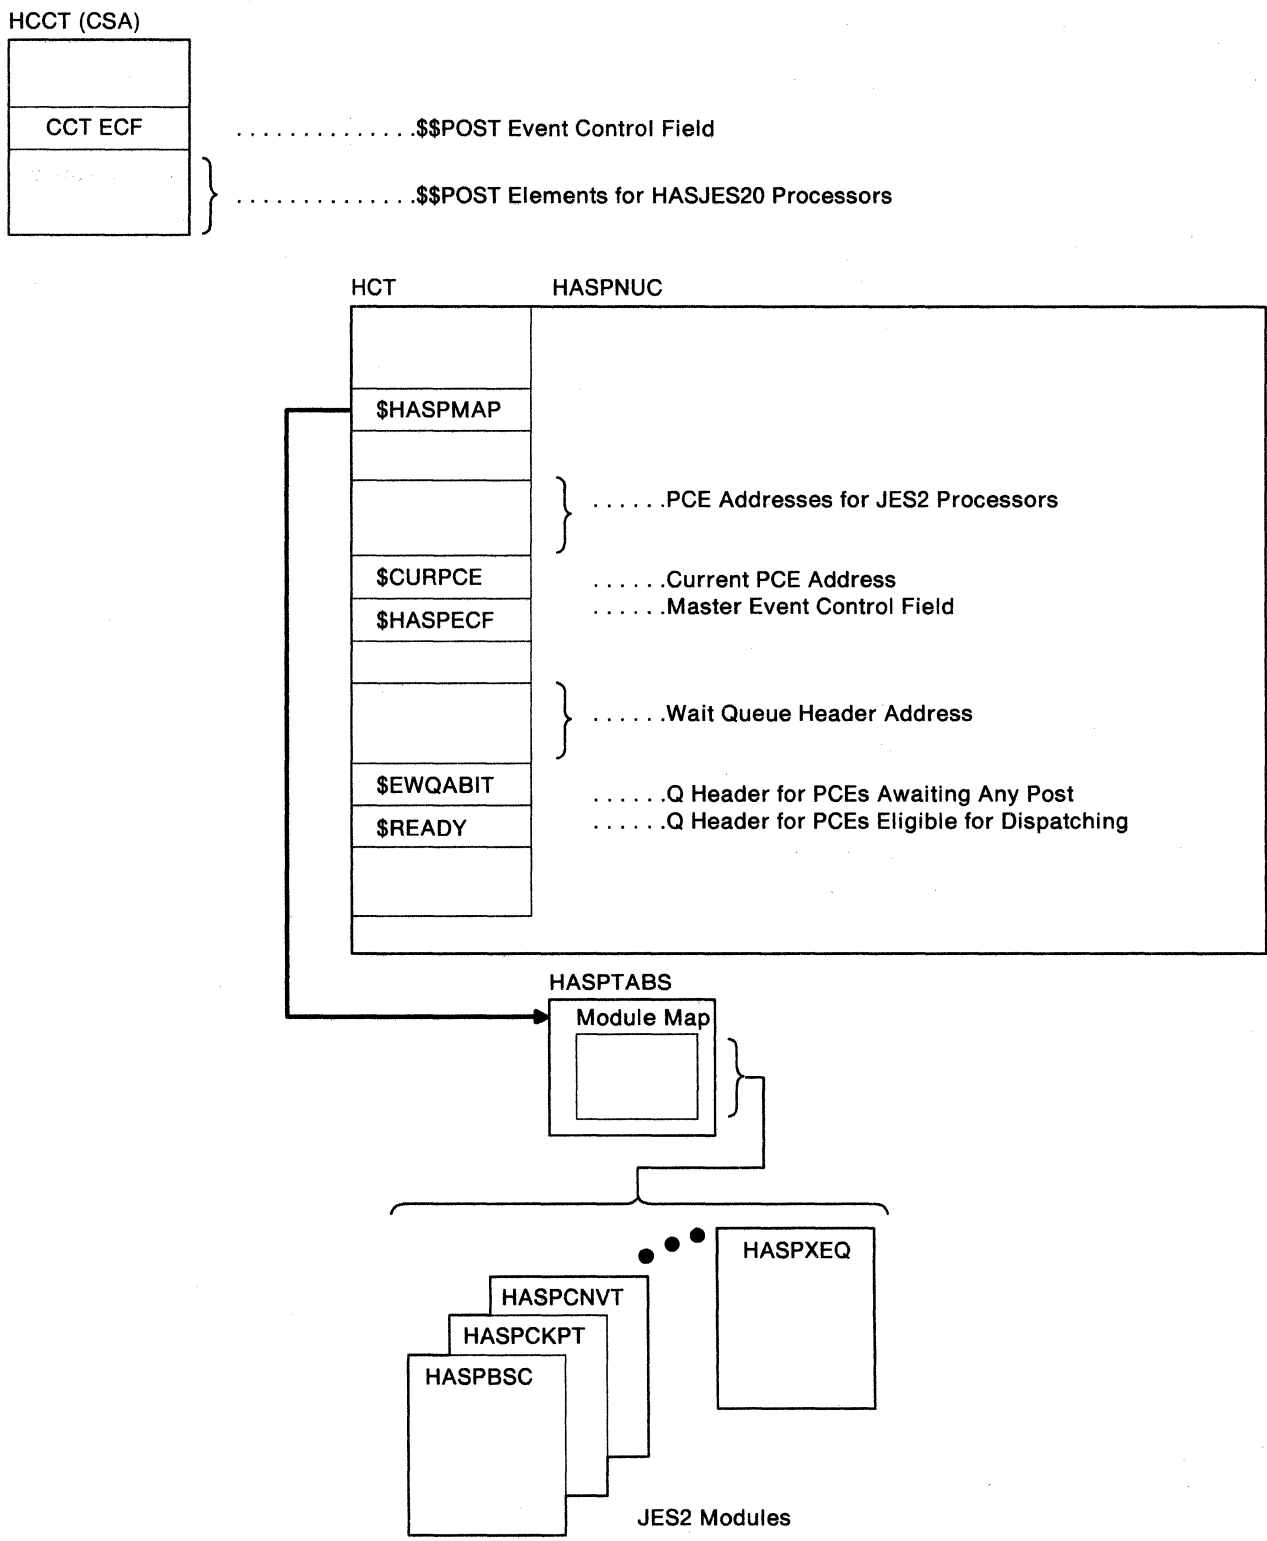 HCCT (CSA)
CCT ECF ..............$$POST Event Control Field
..............$$POST Elements for HASJES20 Processors
HCT HASPNUC
$HASPMAP
......PCE Addresses for JES2 Processors
$CURPCE ......Current PCE Address
$HASPECF ......Master Event Control Field
......Wait Queue Header Address
$EWQABIT ......Q Header for PCEs Awaiting Any Post
$READY ......Q Header for PCEs Eligible for Dispatching
HASPTABS
Module Map
HASPXEQ
HASPCNVT
HASPCKPT
HASPBSC
JES2 Modules